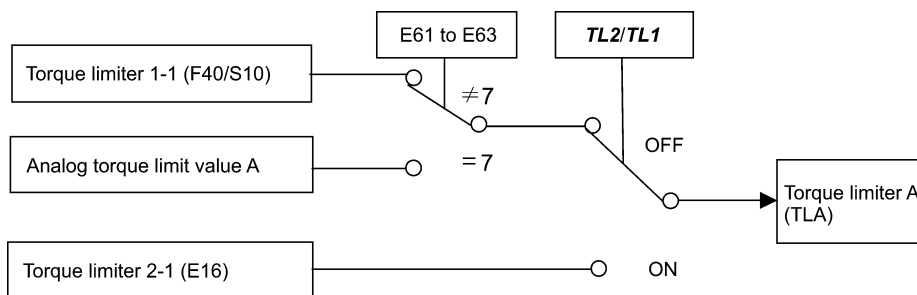 E61 to E63
TL2/TL1
Torque limiter 1-1 (F40/S10)
≠7
OFF
Analog torque limit value A
=7
Torque limiter A
(TLA)
Torque limiter 2-1 (E16)
ON